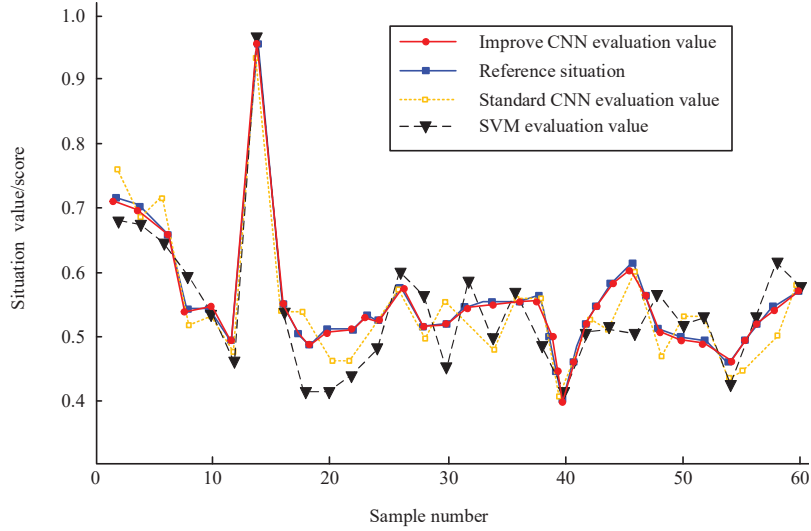 1.0
0.9
0.8
0.7
0.6
0.5
0.4
Situation value/score
Improve CNN evaluation value
Reference situation
Standard CNN evaluation value
SVM evaluation value
0 10 20 30 40 50 60
Sample number